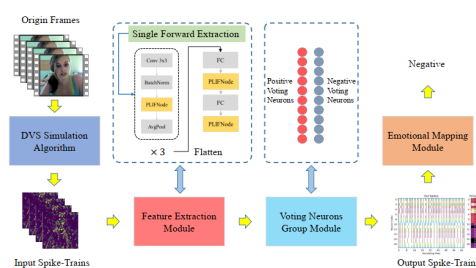 Origin Frames
DVS Simulation
Algorithm
Input Spike-Trains
Single Forward Extraction
Conv 3x3
BatchNorm
PLIFNode
AvgPool
× 3
Flatten
FC
PLIFNode
FC
PLIFNode
Feature Extraction
Module
Positive
Voting
Neurons
Negative
Voting
Neurons
Voting Neurons
Group Module
Negative
Emotional Mapping
Module
Output Spike-Train